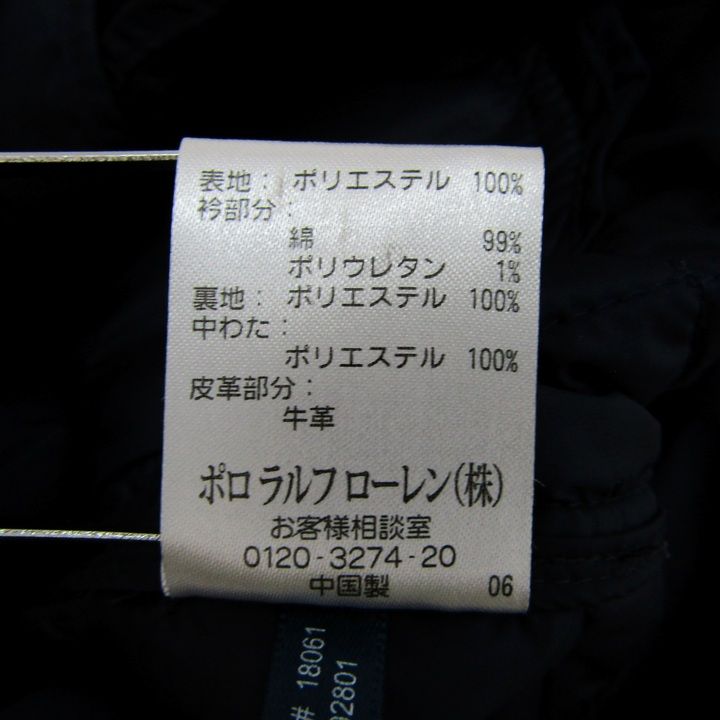 表地： ポリエステル 100%
衿部分：
綿 99%
ポリウレタン 1%
裏地： ポリエステル 100%
中わた：
ポリエステル 100%
皮革部分：
牛革
ポロ ラルフ ローレン(株)
お客様相談室
0120-3274-20
中国製 06
# 18061
02801